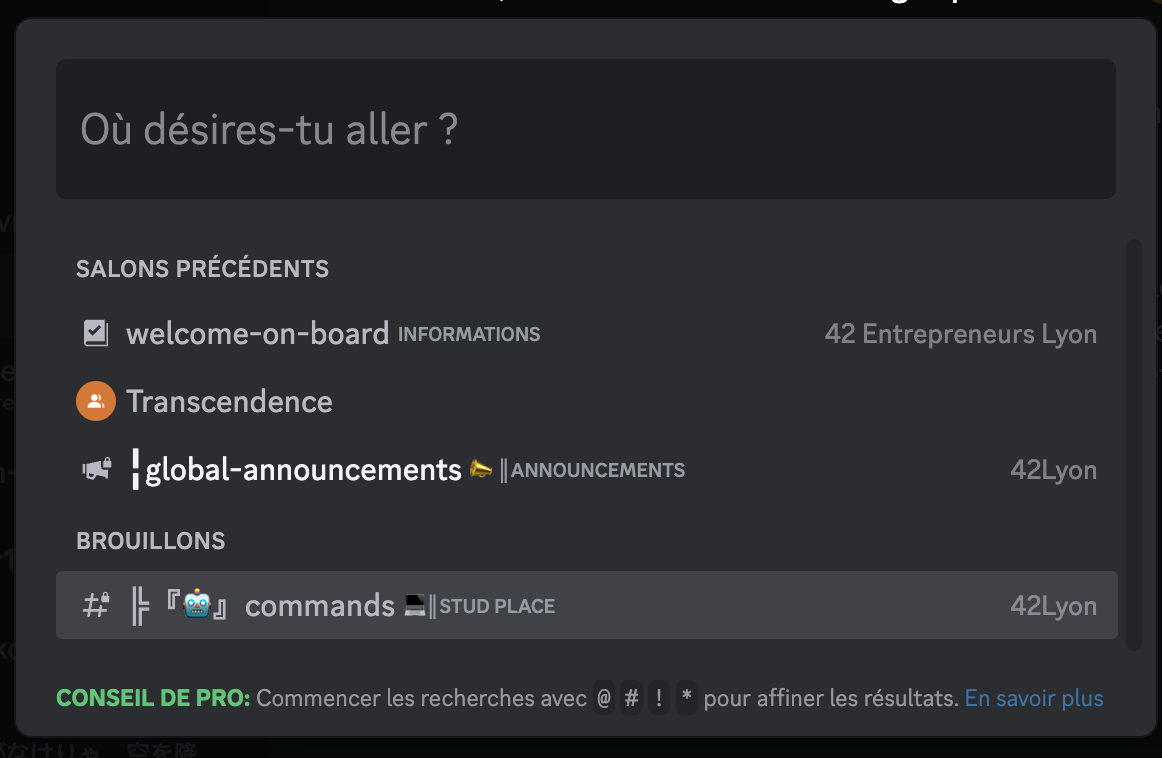 Où désires-tu aller ?
SALONS PRÉCÉDENTS
welcome-on-board INFORMATIONS 42 Entrepreneurs Lyon
Transcendence
╏global-announcements 📯 ║ANNOUNCEMENTS 42Lyon
BROUILLONS
╠ 『🤖』 commands 💻║STUD PLACE 42Lyon
CONSEIL DE PRO: Commencer les recherches avec @ # ! * pour affiner les résultats. En savoir plus